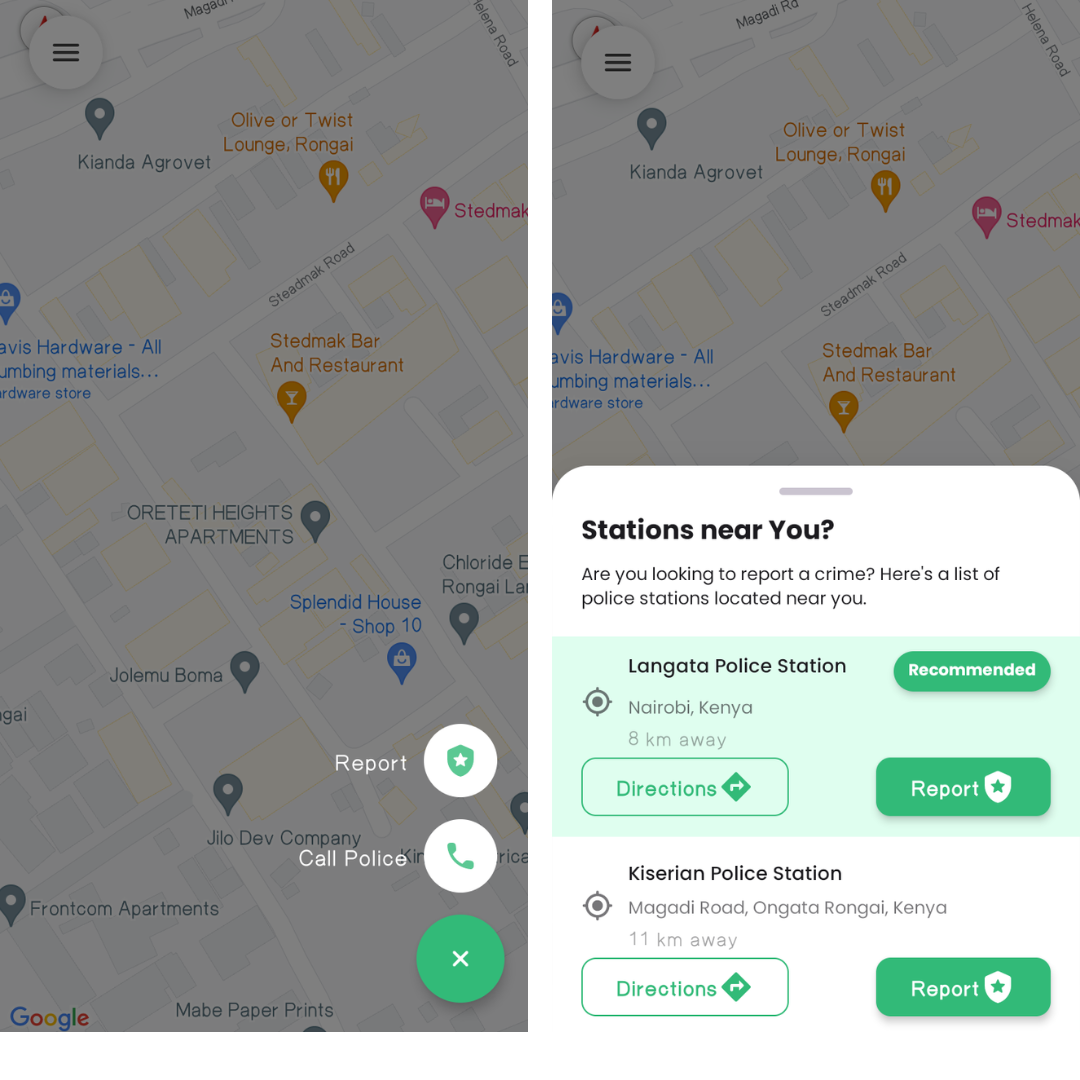 Magadi
Helena Road
Olive or Twist
Lounge, Rongai
Kianda Agrovet
Stedmak
Steadmak Road
avis Hardware - All
umbing materials...
ardware store
Stedmak Bar
And Restaurant
ORETETI HEIGHTS
APARTMENTS
Chloride E
Rongai Lan
Splendid House
- Shop 10
Jolemu Boma
ngai
Report
Jilo Dev Company
Call Police
Frontcom Apartments
Mabe Paper Prints
Google
Magadi Rd
Helena Road
Olive or Twist
Lounge, Rongai
Kianda Agrovet
Stedmak
Steadmak Road
avis Hardware - All
umbing materials...
ardware store
Stedmak Bar
And Restaurant
Stations near You?
Are you looking to report a crime? Here's a list of
police stations located near you.
Langata Police Station
Recommended
Nairobi, Kenya
8 km away
Directions
Report
Kiserian Police Station
Magadi Road, Ongata Rongai, Kenya
11 km away
Directions
Report